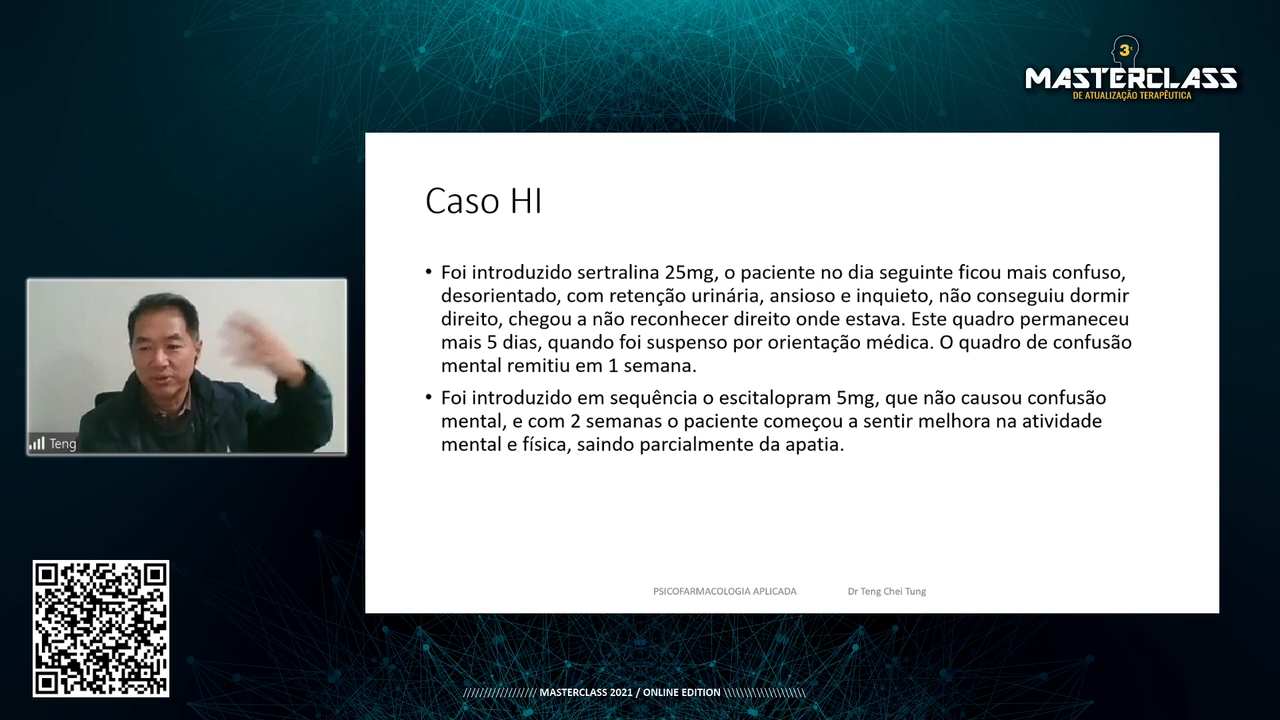 3ª
MASTERCLASS
DE ATUALIZAÇÃO TERAPÊUTICA
Caso HI
• Foi introduzido sertralina 25mg, o paciente no dia seguinte ficou mais confuso,
desorientado, com retenção urinária, ansioso e inquieto, não conseguiu dormir
direito, chegou a não reconhecer direito onde estava. Este quadro permaneceu
mais 5 dias, quando foi suspenso por orientação médica. O quadro de confusão
mental remitiu em 1 semana.
• Foi introduzido em sequência o escitalopram 5mg, que não causou confusão
mental, e com 2 semanas o paciente começou a sentir melhora na atividade
mental e física, saindo parcialmente da apatia.
Teng
PSICOFARMACOLOGIA APLICADA Dr Teng Chei Tung
/////////////////// MASTERCLASS 2021 / ONLINE EDITION \\\\\\\\\\\\\\\\\\\\\